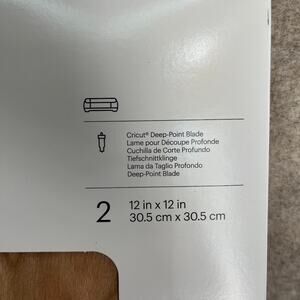 Cricut® Deep-Point Blade
Lame pour Découpe Profonde
Cuchilla de Corte Profundo
Tiefschnittklinge
Lama da Taglio Profondo
Deep-Point Blade
2
12 in x 12 in
30.5 cm x 30.5 cm